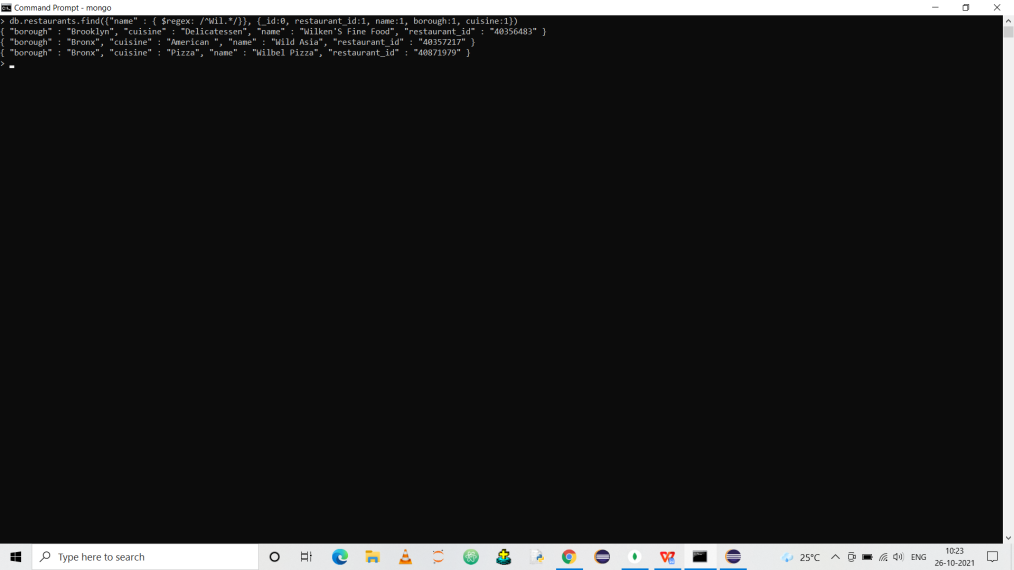 Command Prompt - mongo
> db.restaurants.find({"name" : { $regex: /^Wil.*/}}, {_id:0, restaurant_id:1, name:1, borough:1, cuisine:1})
{ "borough" : "Brooklyn", "cuisine" : "Delicatessen", "name" : "Wilken'S Fine Food", "restaurant_id" : "40356483" }
{ "borough" : "Bronx", "cuisine" : "American ", "name" : "Wild Asia", "restaurant_id" : "40357217" }
{ "borough" : "Bronx", "cuisine" : "Pizza", "name" : "Wilbel Pizza", "restaurant_id" : "40871979" }
>
Type here to search
25°C
ENG
10:23
26-10-2021